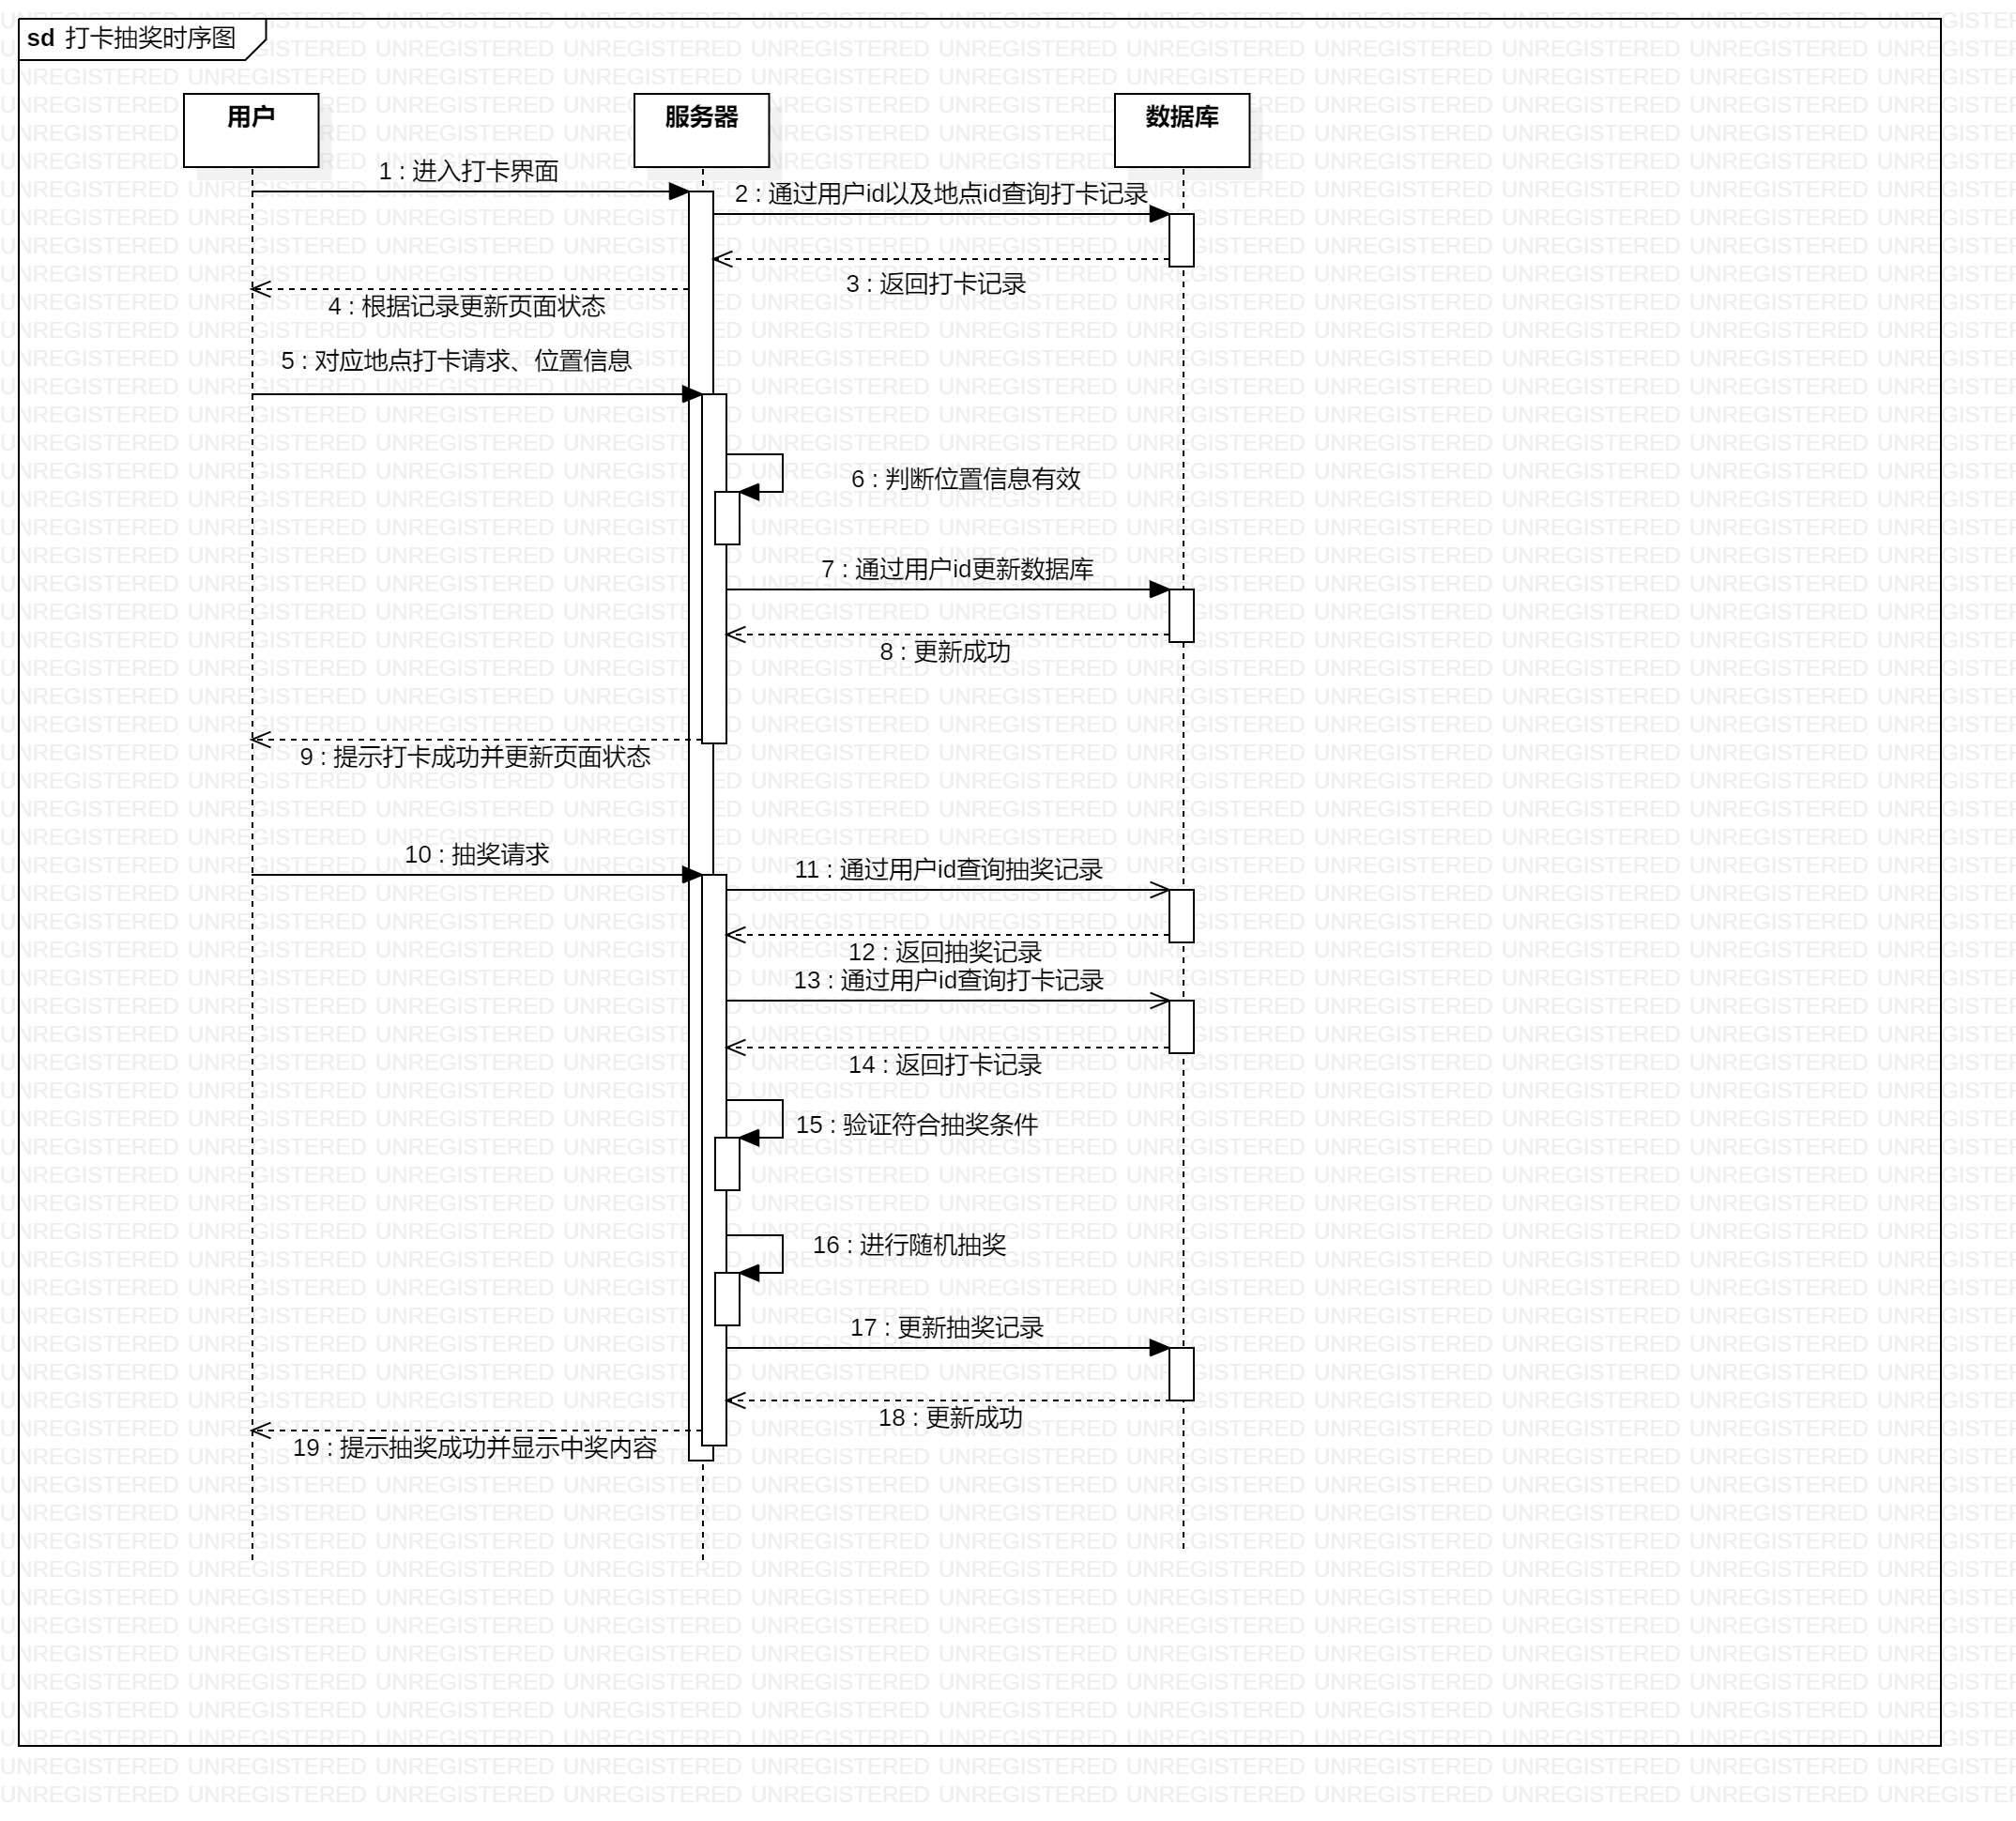 sd 打卡抽奖时序图
用户
服务器
数据库
1 : 进入打卡界面
2 : 通过用户id以及地点id查询打卡记录
3 : 返回打卡记录
4 : 根据记录更新页面状态
5 : 对应地点打卡请求、位置信息
6 : 判断位置信息有效
7 : 通过用户id更新数据库
8 : 更新成功
9 : 提示打卡成功并更新页面状态
10 : 抽奖请求
11 : 通过用户id查询抽奖记录
12 : 返回抽奖记录
13 : 通过用户id查询打卡记录
14 : 返回打卡记录
15 : 验证符合抽奖条件
16 : 进行随机抽奖
17 : 更新抽奖记录
18 : 更新成功
19 : 提示抽奖成功并显示中奖内容
UNREGISTERED